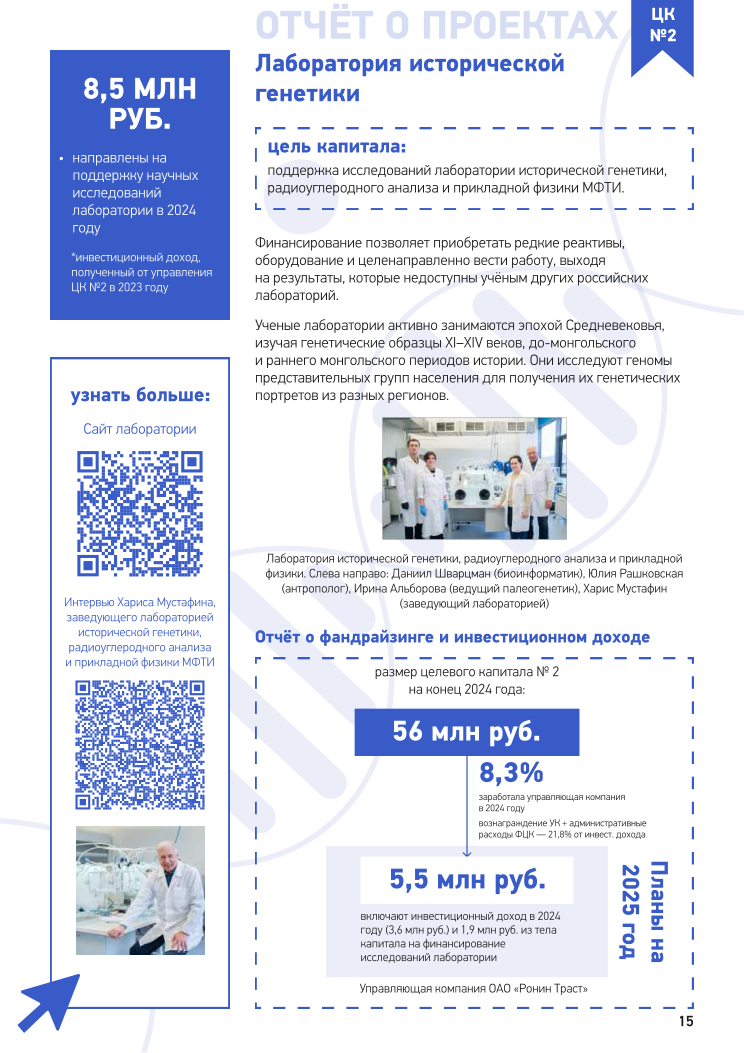 ОТЧЁТ О ПРОЕКТАХ
ЦК
№2
8,5 МЛН
РУБ.
• направлены на
поддержку научных
исследований
лаборатории в 2024
году
*инвестиционный доход,
полученный от управления
ЦК №2 в 2023 году
узнать больше:
Сайт лаборатории
Интервью Хариса Мустафина,
заведующего лабораторией
исторической генетики,
радиоуглеродного анализа
и прикладной физики МФТИ
Лаборатория исторической
генетики
цель капитала:
поддержка исследований лаборатории исторической генетики,
радиоуглеродного анализа и прикладной физики МФТИ.
Финансирование позволяет приобретать редкие реактивы,
оборудование и целенаправленно вести работу, выходя
на результаты, которые недоступны учёным других российских
лабораторий.
Ученые лаборатории активно занимаются эпохой Средневековья,
изучая генетические образцы XI–XIV веков, до-монгольского
и раннего монгольского периодов истории. Они исследуют геномы
представительных групп населения для получения их генетических
портретов из разных регионов.
Лаборатория исторической генетики, радиоуглеродного анализа и прикладной
физики. Слева направо: Даниил Шварцман (биоинформатик), Юлия Рашковская
(антрополог), Ирина Альборова (ведущий палеогенетик), Харис Мустафин
(заведующий лабораторией)
Отчёт о фандрайзинге и инвестиционном доходе
размер целевого капитала № 2
на конец 2024 года:
56 млн руб.
8,3%
заработала управляющая компания
в 2024 году
вознаграждение УК + административные
расходы ФЦК — 21,8% от инвест. дохода
5,5 млн руб.
включают инвестиционный доход в 2024
году (3,6 млн руб.) и 1,9 млн руб. из тела
капитала на финансирование
исследований лаборатории
Планы на
2025 год
Управляющая компания ОАО «Ронин Траст»
15